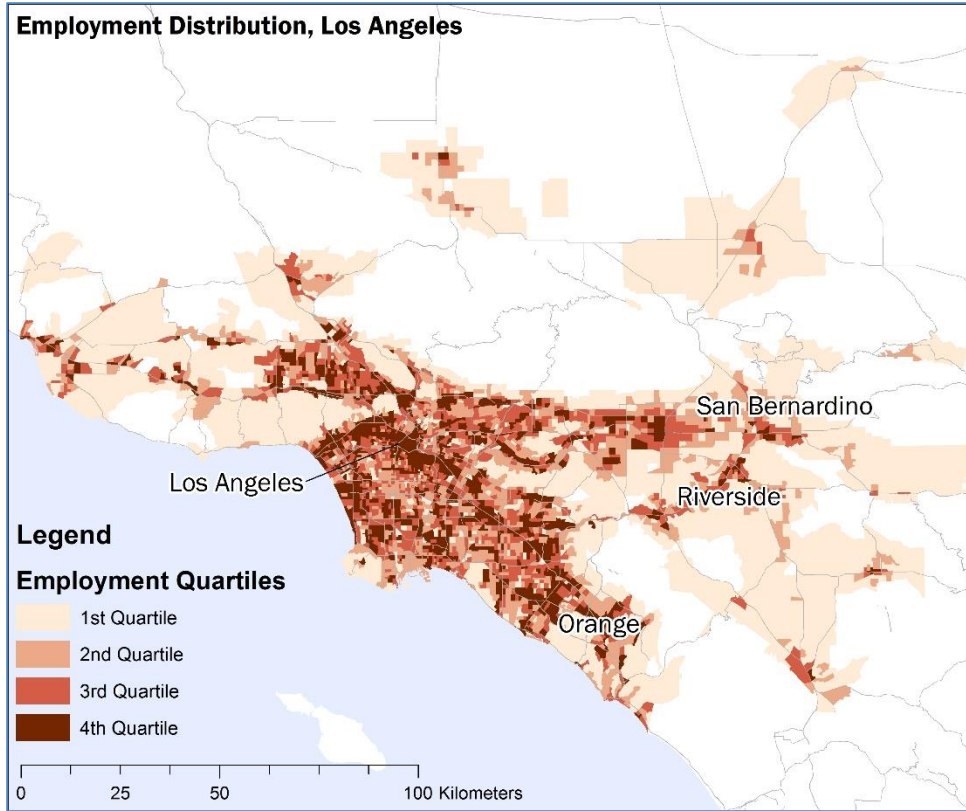 Employment Distribution, Los Angeles
San Bernardino
Los Angeles
Riverside
Orange
Legend
Employment Quartiles
1st Quartile
2nd Quartile
3rd Quartile
4th Quartile
0 25 50 100 Kilometers